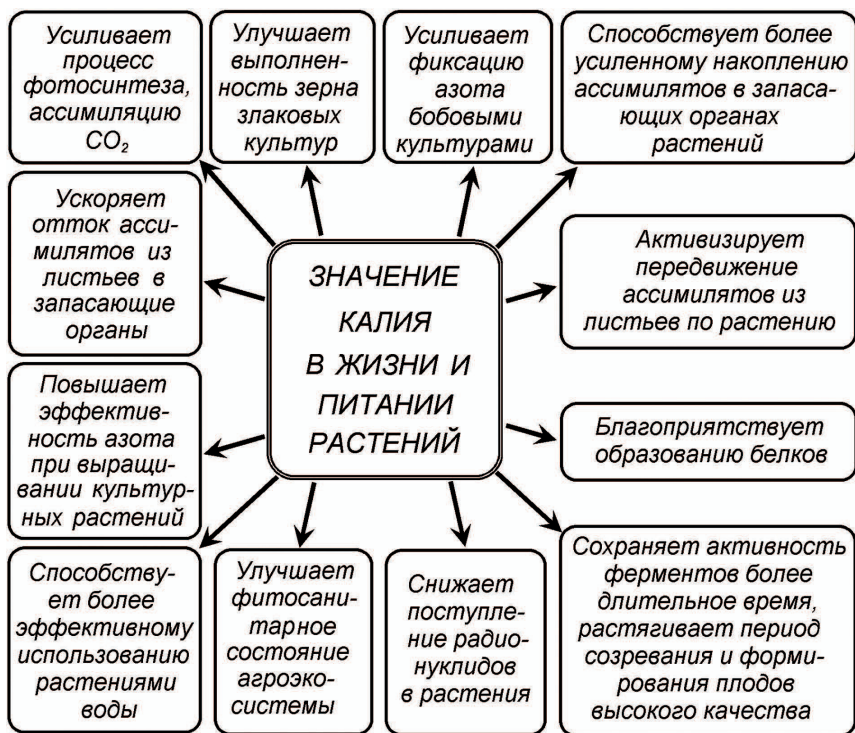 Усиливает
процесс
фотосинтеза,
ассимиляцию
CO₂
Улучшает
выполнен-
ность зерна
злаковых
культур
Усиливает
фиксацию
азота
бобовыми
культурами
Способствует более
усиленному накоплению
ассимилятов в запаса-
ющих органах
растений
Ускоряет
отток асси-
милятов из
листьев в
запасающие
органы
ЗНАЧЕНИЕ
КАЛИЯ
В ЖИЗНИ И
ПИТАНИИ
РАСТЕНИЙ
Активизирует
передвижение
ассимилятов из
листьев по растению
Повышает
эффектив-
ность азота
при выращи-
вании культур-
ных растений
Благоприятствует
образованию белков
Способству-
ет более
эффективному
использованию
растениями
воды
Улучшает
фитосани-
тарное
состояние
агроэко-
системы
Снижает
поступле-
ние радио-
нуклидов
в растения
Сохраняет активность
ферментов более
длительное время,
растягивает период
созревания и форми-
рования плодов
высокого качества